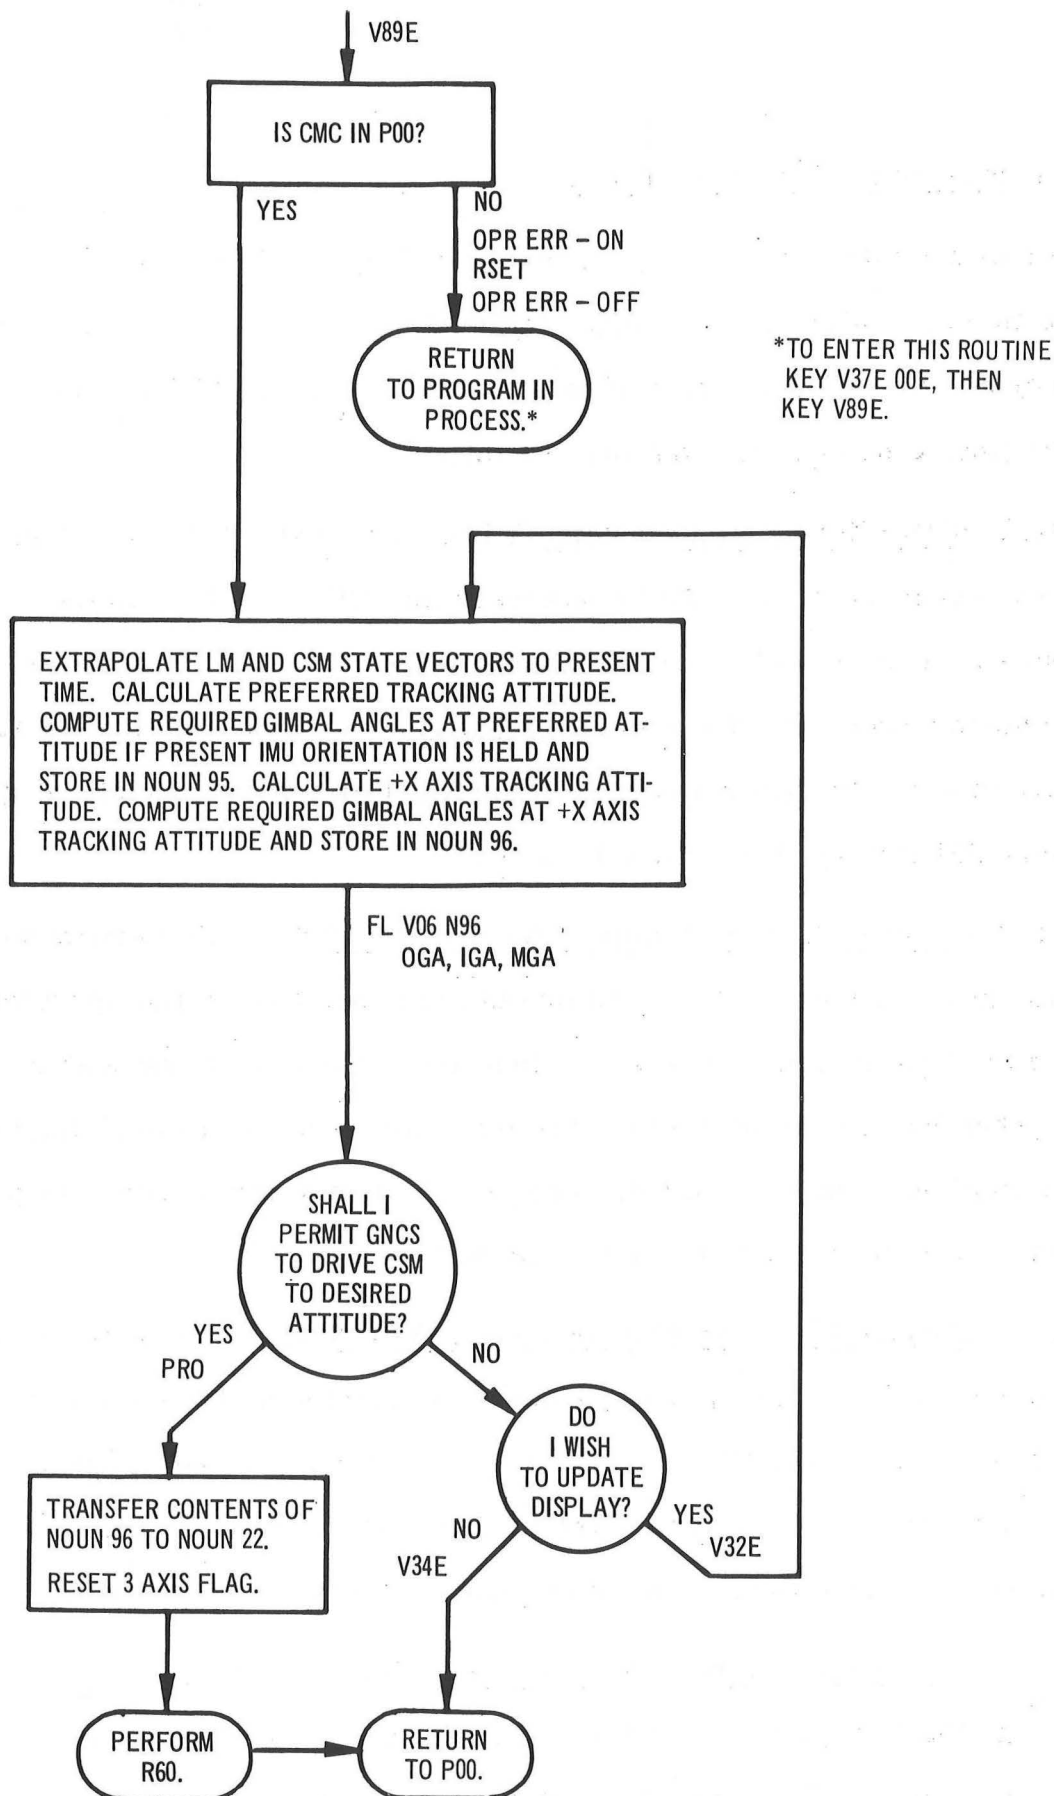 V89E
IS CMC IN P00?
YES
NO
OPR ERR – ON
RSET
OPR ERR – OFF
RETURN
TO PROGRAM IN
PROCESS.*
*TO ENTER THIS ROUTINE
KEY V37E 00E, THEN
KEY V89E.
EXTRAPOLATE LM AND CSM STATE VECTORS TO PRESENT
TIME. CALCULATE PREFERRED TRACKING ATTITUDE.
COMPUTE REQUIRED GIMBAL ANGLES AT PREFERRED AT-
TITUDE IF PRESENT IMU ORIENTATION IS HELD AND
STORE IN NOUN 95. CALCULATE +X AXIS TRACKING ATTI-
TUDE. COMPUTE REQUIRED GIMBAL ANGLES AT +X AXIS
TRACKING ATTITUDE AND STORE IN NOUN 96.
FL V06 N96
OGA, IGA, MGA
SHALL I
PERMIT GNCS
TO DRIVE CSM
TO DESIRED
ATTITUDE?
YES
PRO
NO
DO
I WISH
TO UPDATE
DISPLAY?
YES
V32E
NO
V34E
TRANSFER CONTENTS OF
NOUN 96 TO NOUN 22.
RESET 3 AXIS FLAG.
PERFORM
R60.
RETURN
TO P00.